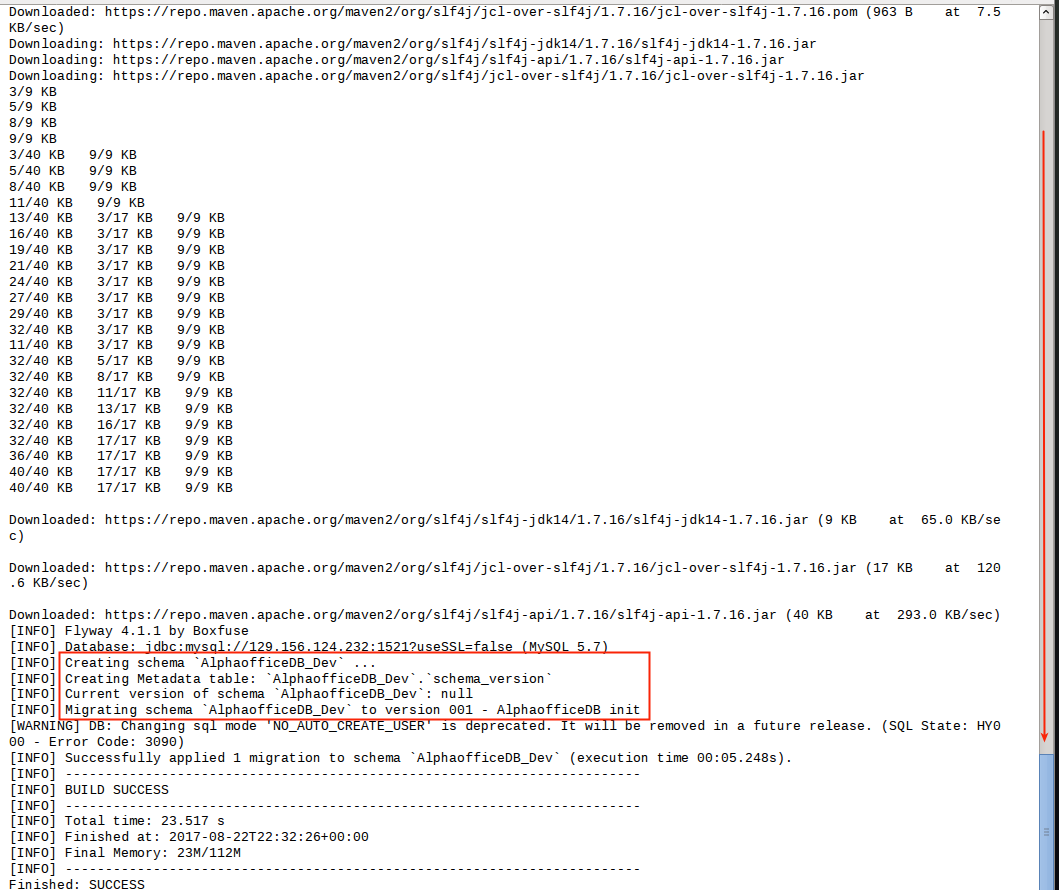 Downloaded: https://repo.maven.apache.org/maven2/org/slf4j/jcl-over-slf4j/1.7.16/jcl-over-slf4j-1.7.16.pom (963 B    at  7.5
KB/sec)
Downloading: https://repo.maven.apache.org/maven2/org/slf4j/slf4j-jdk14/1.7.16/slf4j-jdk14-1.7.16.jar
Downloading: https://repo.maven.apache.org/maven2/org/slf4j/slf4j-api/1.7.16/slf4j-api-1.7.16.jar
Downloading: https://repo.maven.apache.org/maven2/org/slf4j/jcl-over-slf4j/1.7.16/jcl-over-slf4j-1.7.16.jar
3/9 KB
5/9 KB
8/9 KB
9/9 KB
3/40 KB   9/9 KB
5/40 KB   9/9 KB
8/40 KB   9/9 KB
11/40 KB   9/9 KB
13/40 KB   3/17 KB   9/9 KB
16/40 KB   3/17 KB   9/9 KB
19/40 KB   3/17 KB   9/9 KB
21/40 KB   3/17 KB   9/9 KB
24/40 KB   3/17 KB   9/9 KB
27/40 KB   3/17 KB   9/9 KB
29/40 KB   3/17 KB   9/9 KB
32/40 KB   3/17 KB   9/9 KB
11/40 KB   3/17 KB   9/9 KB
32/40 KB   5/17 KB   9/9 KB
32/40 KB   8/17 KB   9/9 KB
32/40 KB   11/17 KB   9/9 KB
32/40 KB   13/17 KB   9/9 KB
32/40 KB   16/17 KB   9/9 KB
32/40 KB   17/17 KB   9/9 KB
36/40 KB   17/17 KB   9/9 KB
40/40 KB   17/17 KB   9/9 KB
40/40 KB   17/17 KB   9/9 KB
Downloaded: https://repo.maven.apache.org/maven2/org/slf4j/slf4j-jdk14/1.7.16/slf4j-jdk14-1.7.16.jar (9 KB    at  65.0 KB/se
c)
Downloaded: https://repo.maven.apache.org/maven2/org/slf4j/jcl-over-slf4j/1.7.16/jcl-over-slf4j-1.7.16.jar (17 KB    at  120
.6 KB/sec)
Downloaded: https://repo.maven.apache.org/maven2/org/slf4j/slf4j-api/1.7.16/slf4j-api-1.7.16.jar (40 KB    at  293.0 KB/sec)
[INFO] Flyway 4.1.1 by Boxfuse
[INFO] Database: jdbc:mysql://129.156.124.232:1521?useSSL=false (MySQL 5.7)
[INFO] Creating schema `AlphaofficeDB_Dev` ...
[INFO] Creating Metadata table: `AlphaofficeDB_Dev`.`schema_version`
[INFO] Current version of schema `AlphaofficeDB_Dev`: null
[INFO] Migrating schema `AlphaofficeDB_Dev` to version 001 - AlphaofficeDB init
[WARNING] DB: Changing sql mode 'NO_AUTO_CREATE_USER' is deprecated. It will be removed in a future release. (SQL State: HY0
00 - Error Code: 3090)
[INFO] Successfully applied 1 migration to schema `AlphaofficeDB_Dev` (execution time 00:05.248s).
[INFO] ------------------------------------------------------------------------
[INFO] BUILD SUCCESS
[INFO] ------------------------------------------------------------------------
[INFO] Total time: 23.517 s
[INFO] Finished at: 2017-08-22T22:32:26+00:00
[INFO] Final Memory: 23M/112M
[INFO] ------------------------------------------------------------------------
Finished: SUCCESS